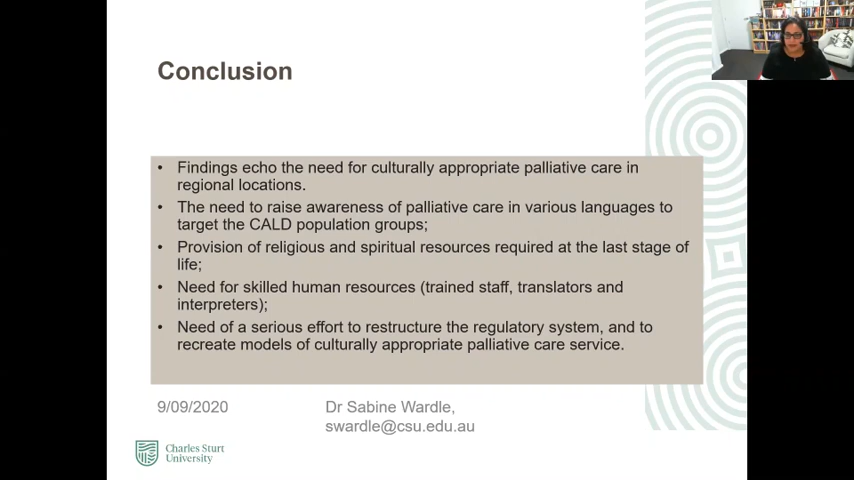 Conclusion
• Findings echo the need for culturally appropriate palliative care in
regional locations.
• The need to raise awareness of palliative care in various languages to
target the CALD population groups;
• Provision of religious and spiritual resources required at the last stage of
life;
• Need for skilled human resources (trained staff, translators and
interpreters);
• Need of a serious effort to restructure the regulatory system, and to
recreate models of culturally appropriate palliative care service.
9/09/2020
Dr Sabine Wardle,
swardle@csu.edu.au
Charles Sturt
University